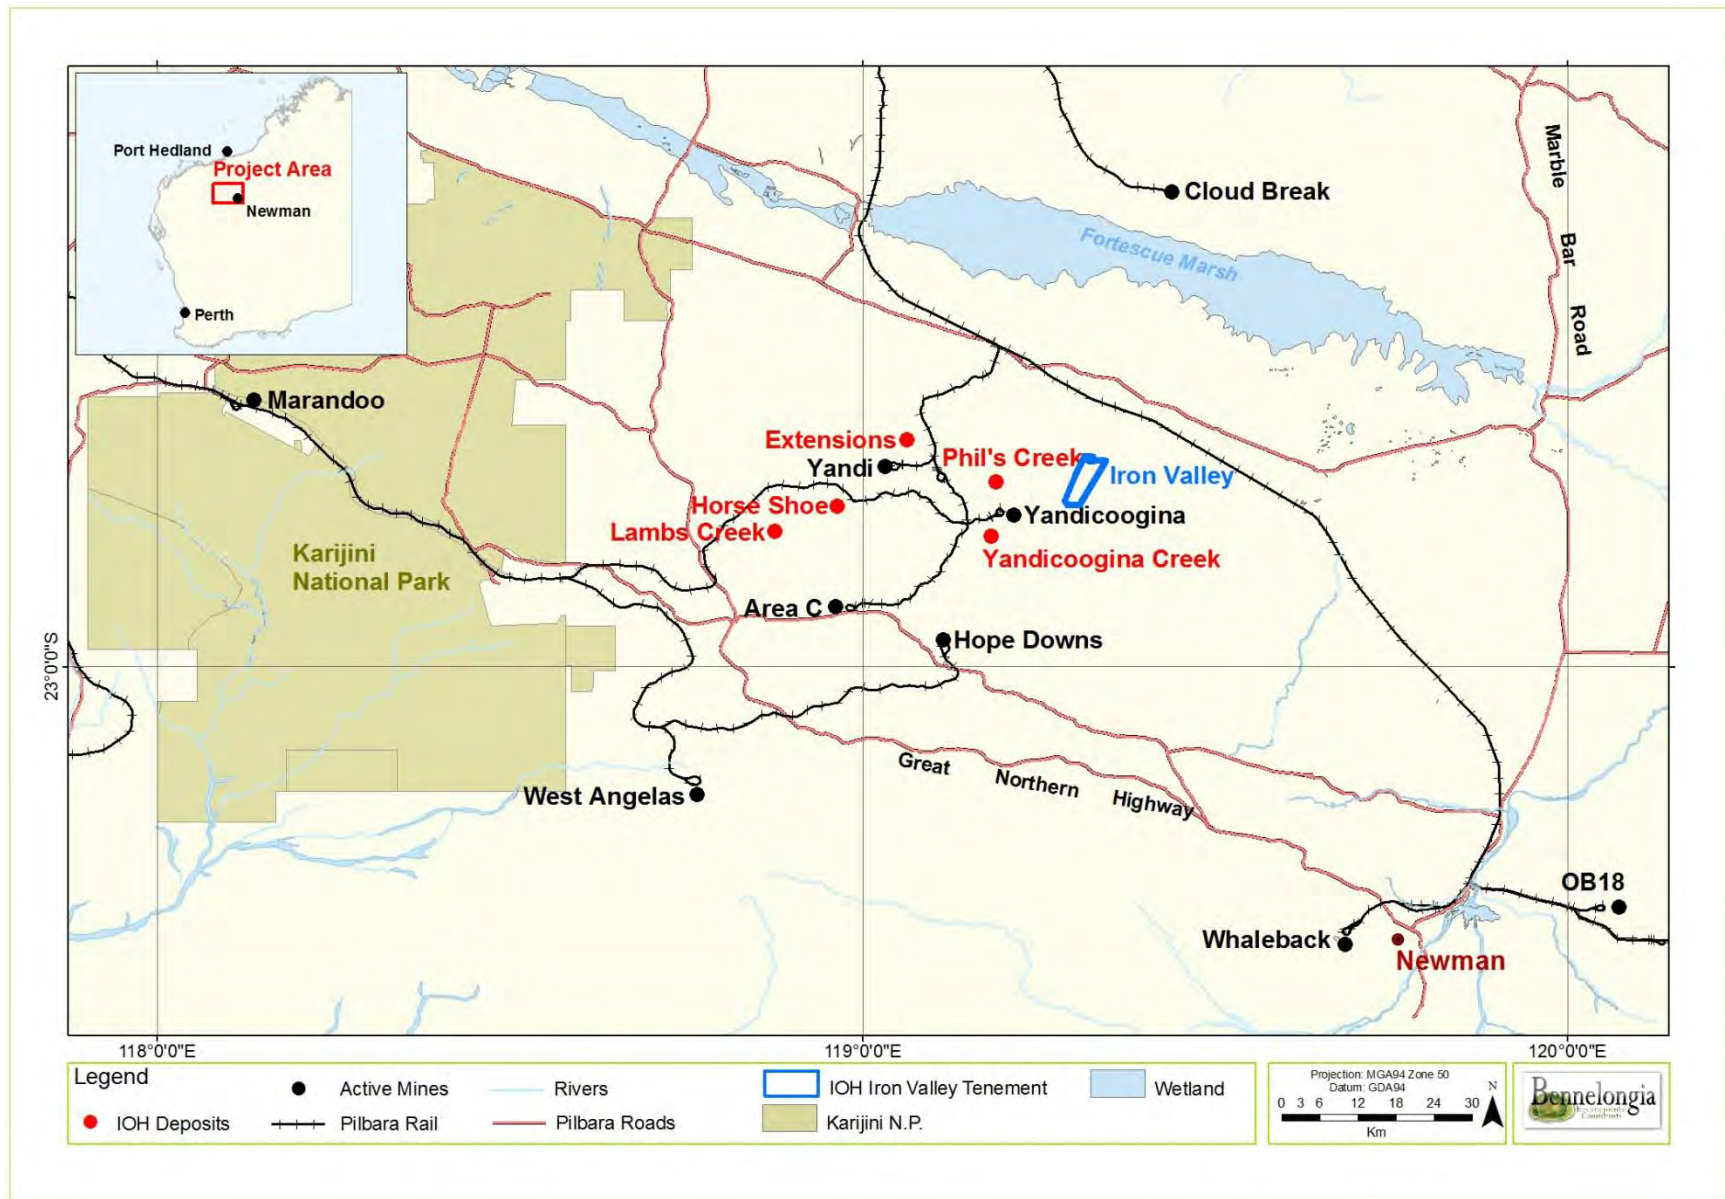 Port Hedland
Project Area
Newman
Perth
Cloud Break
Marble
Bar
Road
Fortescue Marsh
Marandoo
Extensions
Yandi
Phil's Creek
Iron Valley
Horse Shoe
Lambs Creek
Yandicoogina
Yandicoogina Creek
Karijini
National Park
Area C
Hope Downs
23°0'0"S
Great
Northern
Highway
West Angelas
OB18
Whaleback
Newman
118°0'0"E
119°0'0"E
120°0'0"E
Legend
Active Mines
Rivers
IOH Iron Valley Tenement
Wetland
IOH Deposits
Pilbara Rail
Pilbara Roads
Karijini N.P.
Projection: MGA94 Zone 50
Datum: GDA94
N
0 3 6 12 18 24 30
Km
Bennelongia